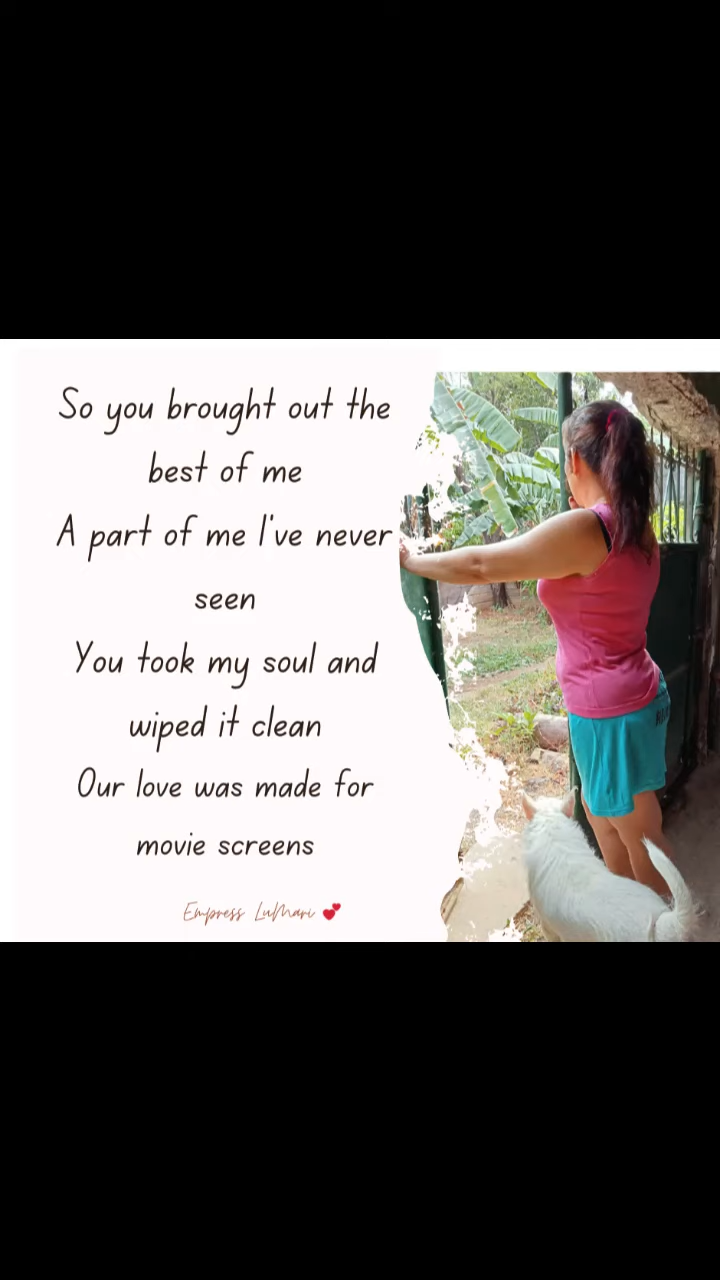 So you brought out the
best of me
A part of me I've never
seen
You took my soul and
wiped it clean
Our love was made for
movie screens
Empress LuMari 💕